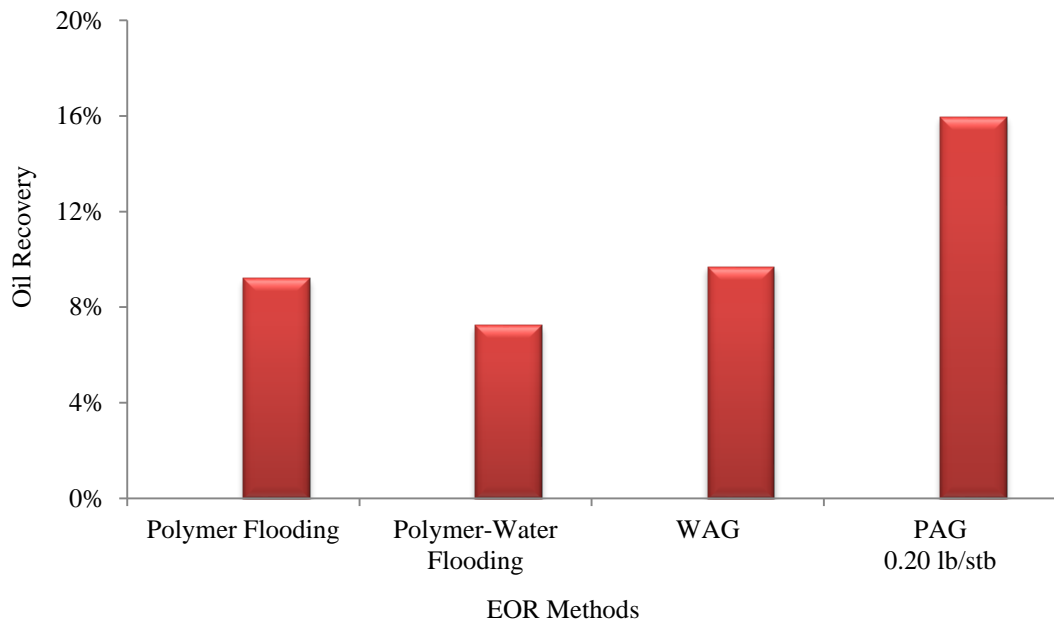 20%
16%
12%
8%
4%
0%
Oil Recovery
Polymer Flooding
Polymer-Water
Flooding
WAG
PAG
0.20 lb/stb
EOR Methods